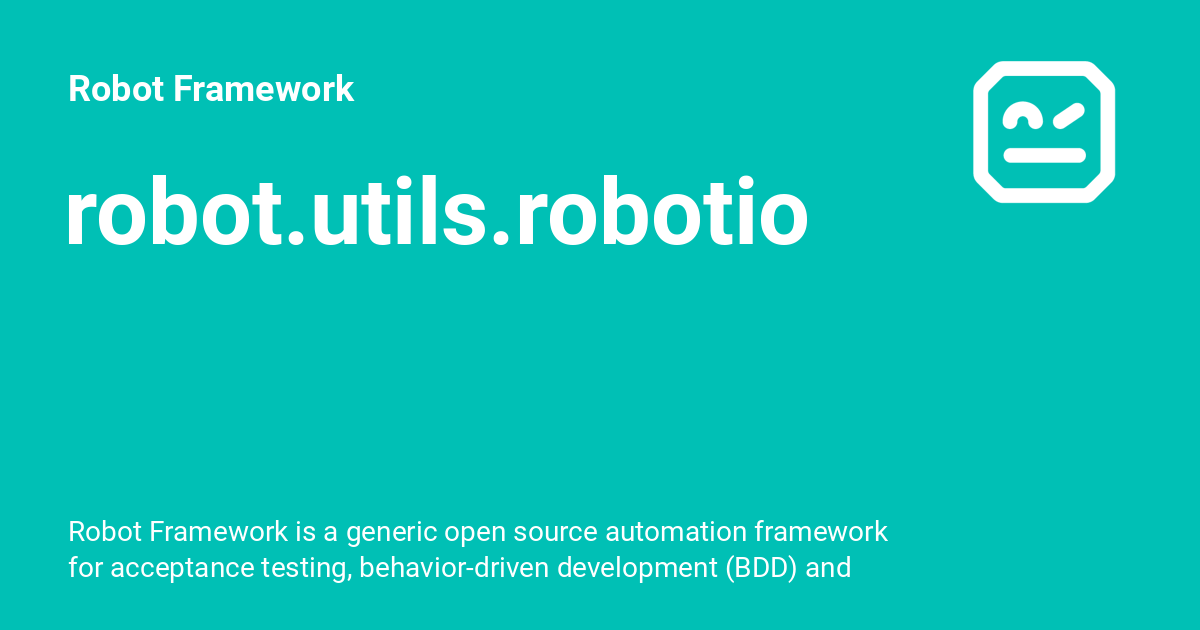 Robot Framework
robot.utils.robotio
Robot Framework is a generic open source automation framework
for acceptance testing, behavior-driven development (BDD) and